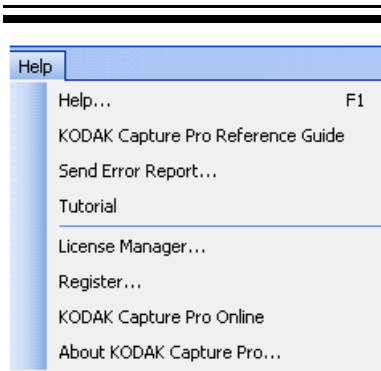 Help
Help... F1
KODAK Capture Pro Reference Guide
Send Error Report...
Tutorial
License Manager...
Register...
KODAK Capture Pro Online
About KODAK Capture Pro...